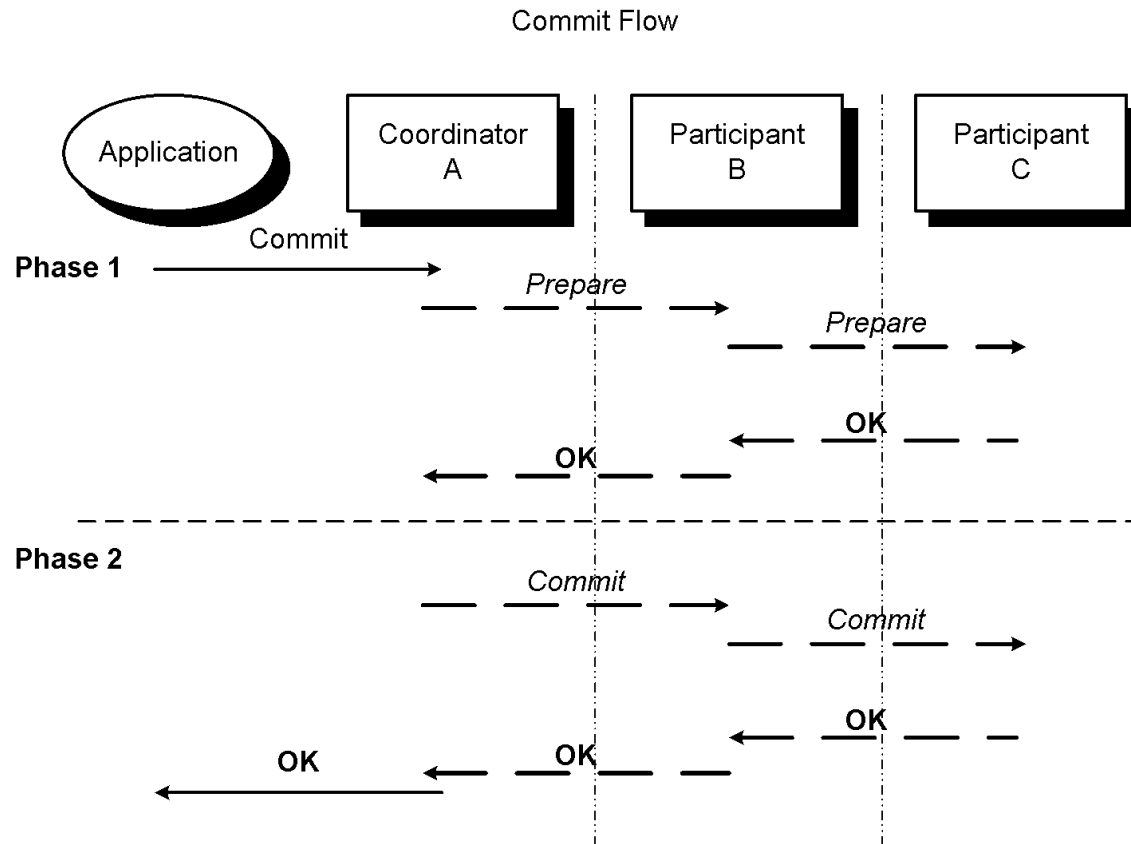 Commit Flow
Application
Coordinator
A
Participant
B
Participant
C
Commit
Phase 1
Prepare
Prepare
OK
OK
Phase 2
Commit
Commit
OK
OK
OK